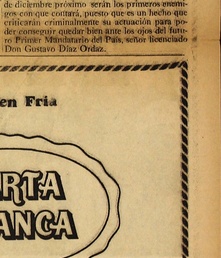 de diciembre próximo serán los primeros enemi-
gos con que contará, puesto que es un hecho que
criticarán criminalmente su actuación para po-
der conseguir quedar bien ante los ojos del futu-
ro Primer Mandatario del País, señor licenciado
Don Gustavo Díaz Ordaz.
en Fria
ARTA
ANCA